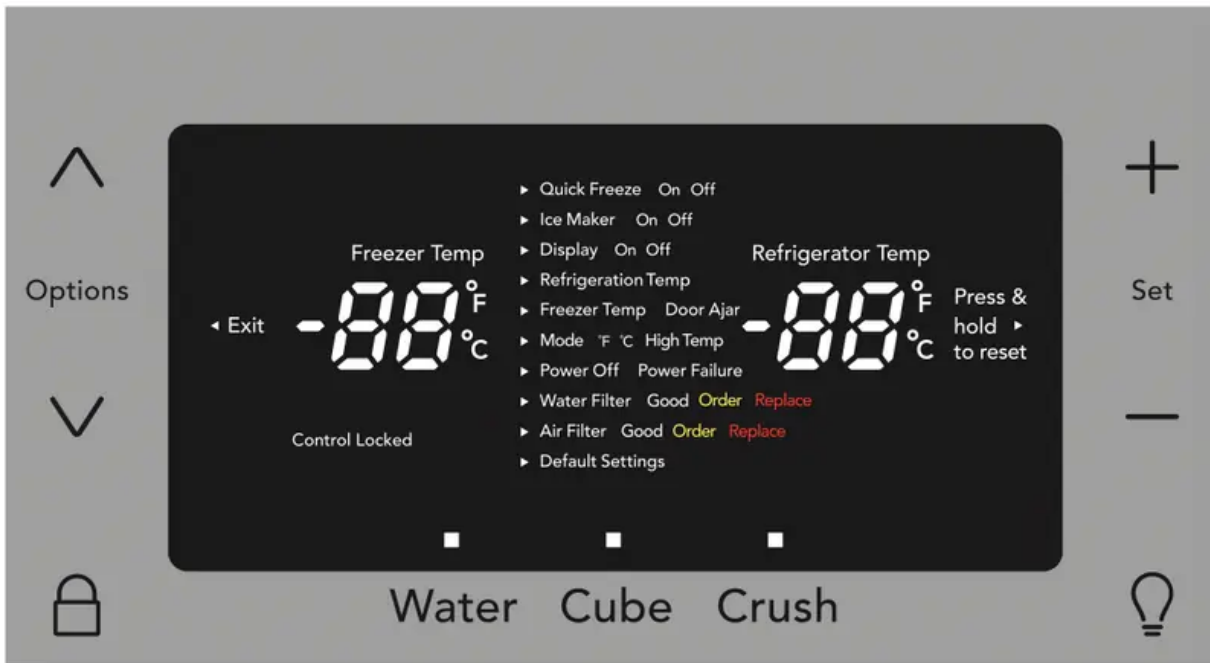 Options
Freezer Temp
◂ Exit
-88 °F °C
Control Locked
▸ Quick Freeze On Off
▸ Ice Maker On Off
▸ Display On Off
▸ Refrigeration Temp
▸ Freezer Temp Door Ajar
▸ Mode °F °C High Temp
▸ Power Off Power Failure
▸ Water Filter Good Order Replace
▸ Air Filter Good Order Replace
▸ Default Settings
Refrigerator Temp
-88 °F °C
Press &
hold ▸
to reset
+
Set
−
Water Cube Crush